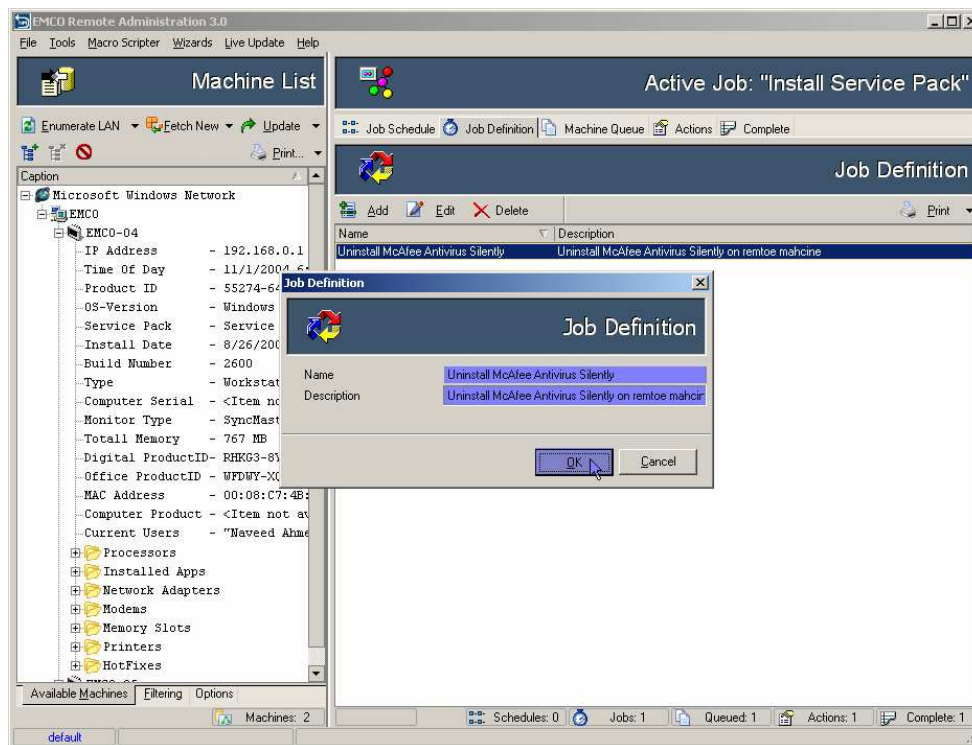 EMCO Remote Administration 3.0
File Tools Macro Scripter Wizards Live Update Help
Machine List
Enumerate LAN Fetch New Update
Print...
Caption
Microsoft Windows Network
EMCO
EMCO-04
IP Address - 192.168.0.1
Time Of Day - 11/1/2004 6:
Product ID - 55274-64
OS-Version - Windows
Service Pack - Service
Install Date - 8/26/200
Build Number - 2600
Type - Workstat
Computer Serial - <Item no
Monitor Type - SyncMast
Totall Memory - 767 MB
Digital ProductID- RHKG3-8
Office ProductID - WFDWY-X
MAC Address - 00:08:C7:4B:
Computer Product - <Item not av
Current Users - "Naveed Ahme
Processors
Installed Apps
Network Adapters
Modems
Memory Slots
Printers
HotFixes
Available Machines Filtering Options
Machines: 2
default
Active Job: "Install Service Pack"
Job Schedule Job Definition Machine Queue Actions Complete
Job Definition
Add Edit Delete Print
Name Description
Uninstall McAfee Antivirus Silently Uninstall McAfee Antivirus Silently on remtoe mahcine
Job Definition
Job Definition
Name Uninstall McAfee Antivirus Silently
Description Uninstall McAfee Antivirus Silently on remtoe mahcin
OK Cancel
Schedules: 0 Jobs: 1 Queued: 1 Actions: 1 Complete: 1